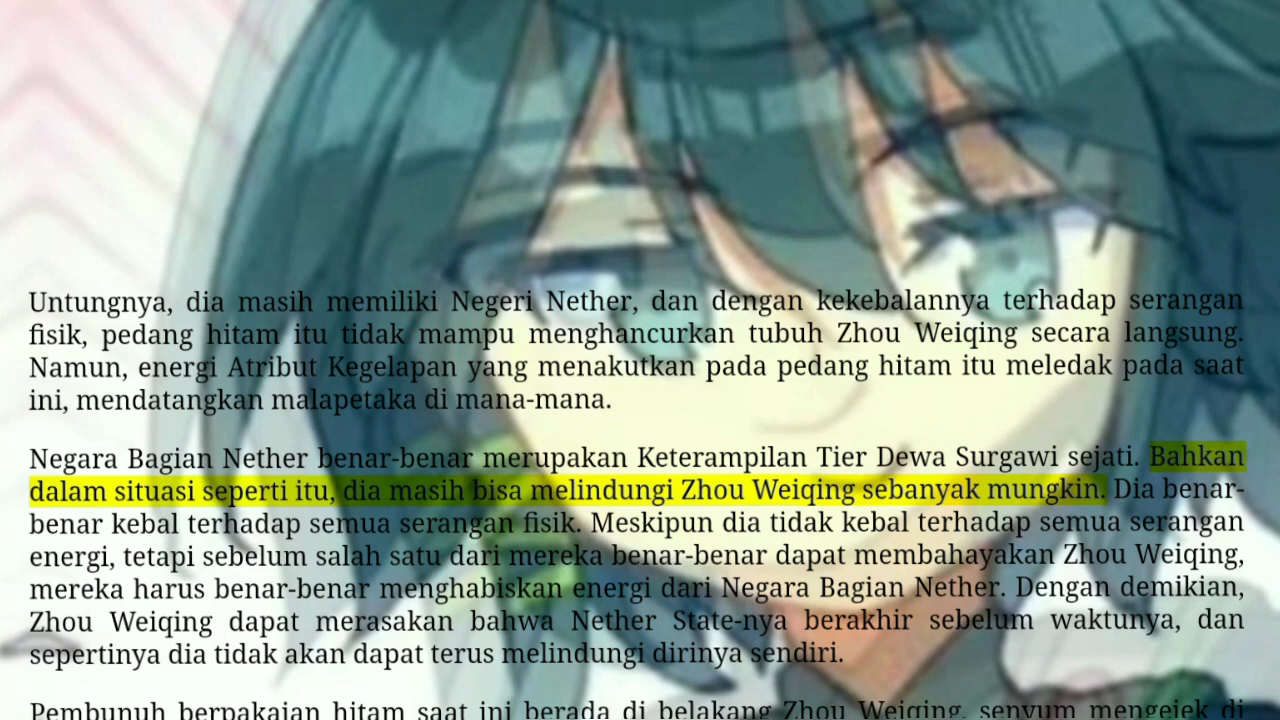 Untungnya, dia masih memiliki Negeri Nether, dan dengan kekebalannya terhadap serangan
fisik, pedang hitam itu tidak mampu menghancurkan tubuh Zhou Weiqing secara langsung.
Namun, energi Atribut Kegelapan yang menakutkan pada pedang hitam itu meledak pada saat
ini, mendatangkan malapetaka di mana-mana.
Negara Bagian Nether benar-benar merupakan Keterampilan Tier Dewa Surgawi sejati. Bahkan
dalam situasi seperti itu, dia masih bisa melindungi Zhou Weiqing sebanyak mungkin. Dia benar-
benar kebal terhadap semua serangan fisik. Meskipun dia tidak kebal terhadap semua serangan
energi, tetapi sebelum salah satu dari mereka benar-benar dapat membahayakan Zhou Weiqing,
mereka harus benar-benar menghabiskan energi dari Negara Bagian Nether. Dengan demikian,
Zhou Weiqing dapat merasakan bahwa Nether State-nya berakhir sebelum waktunya, dan
sepertinya dia tidak akan dapat terus melindungi dirinya sendiri.
Pembunuh berpakaian hitam saat ini berada di belakang Zhou Weiqing, senyum mengejek di